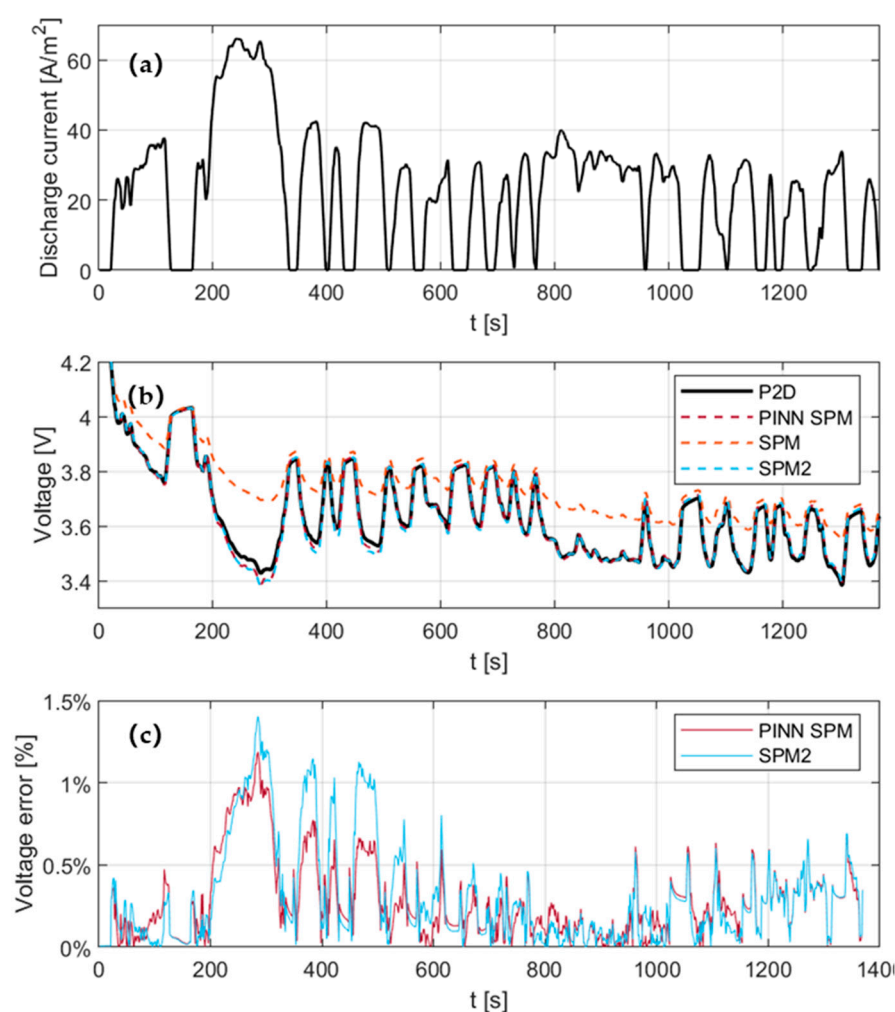 (a)
Discharge current [A/m²]
60
40
20
0
0 200 400 600 800 1000 1200
t [s]
(b)
Voltage [V]
4.2
4
3.8
3.6
3.4
P2D
PINN SPM
SPM
SPM2
0 200 400 600 800 1000 1200
t [s]
(c)
Voltage error [%]
1.5%
1%
0.5%
0%
PINN SPM
SPM2
0 200 400 600 800 1000 1200 140
t [s]